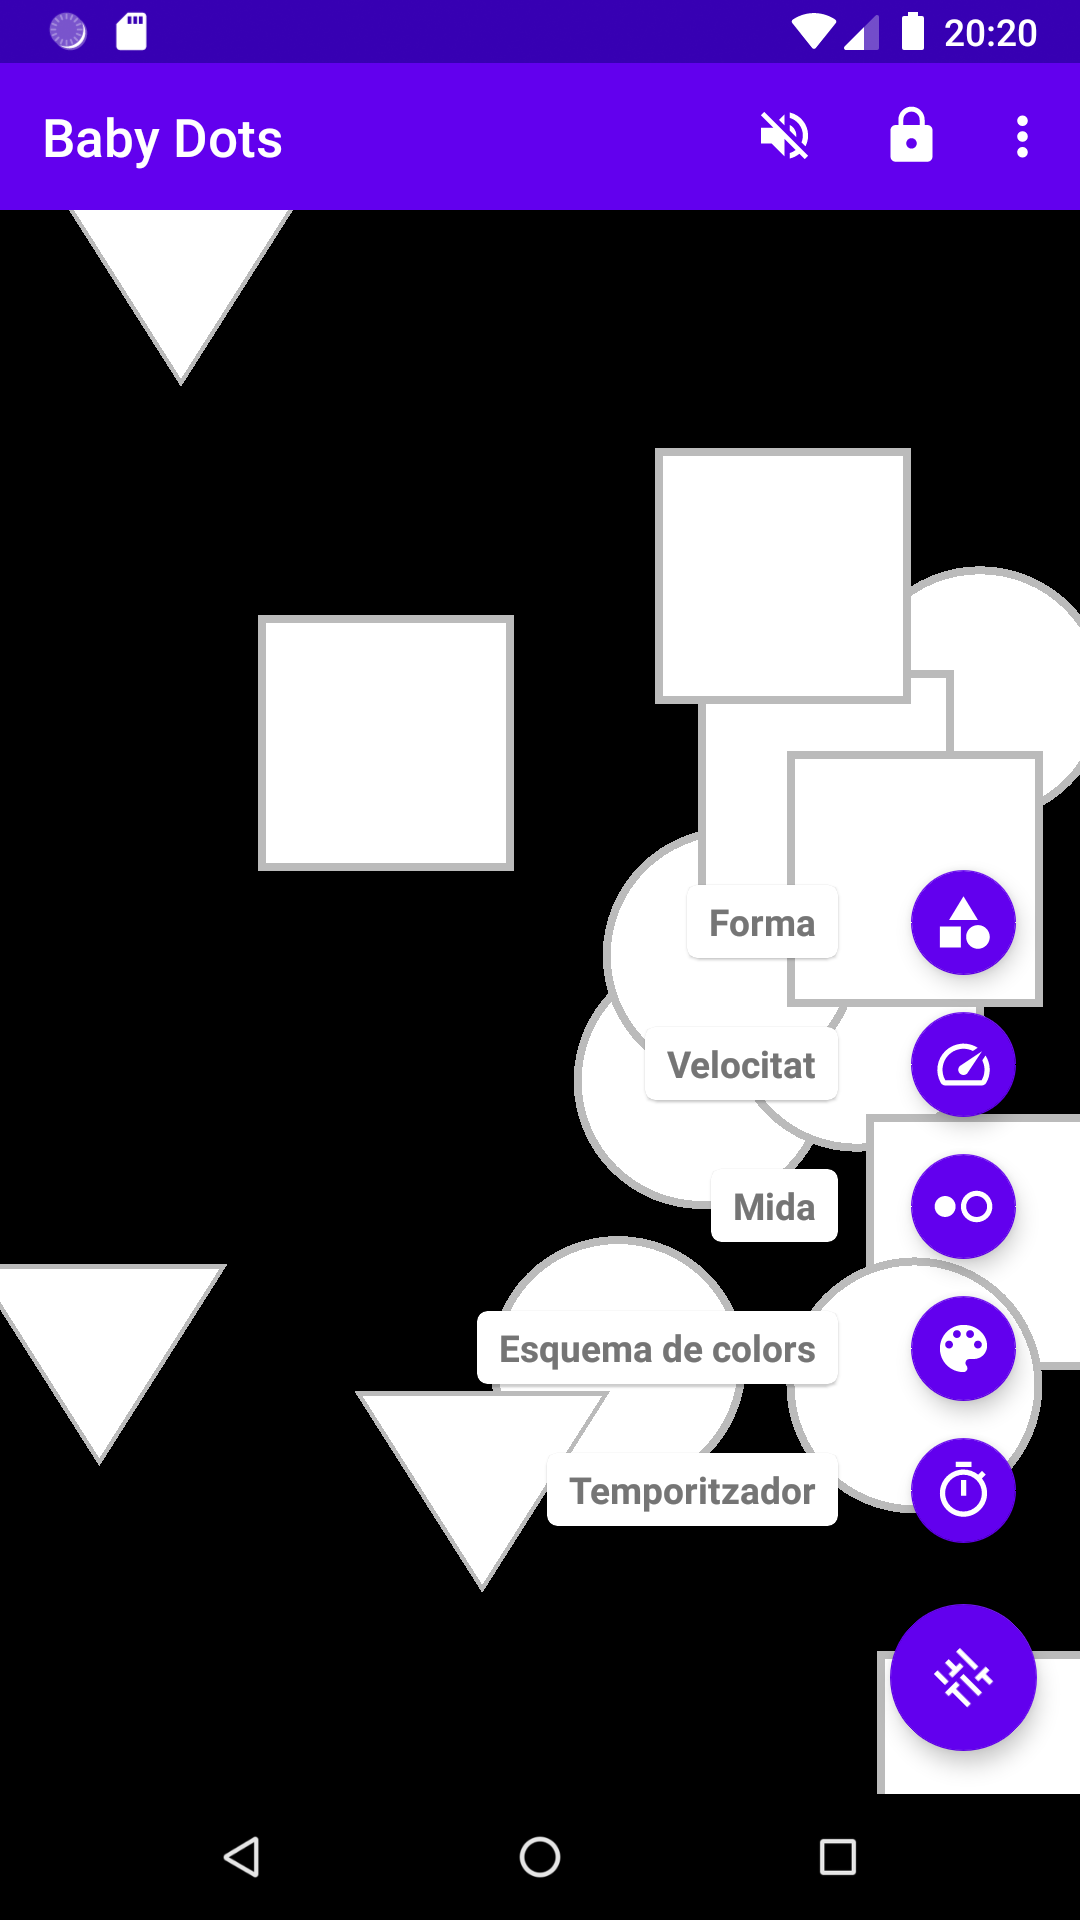 20:20
Baby Dots
Forma
Velocitat
Mida
Esquema de colors
Temporitzador